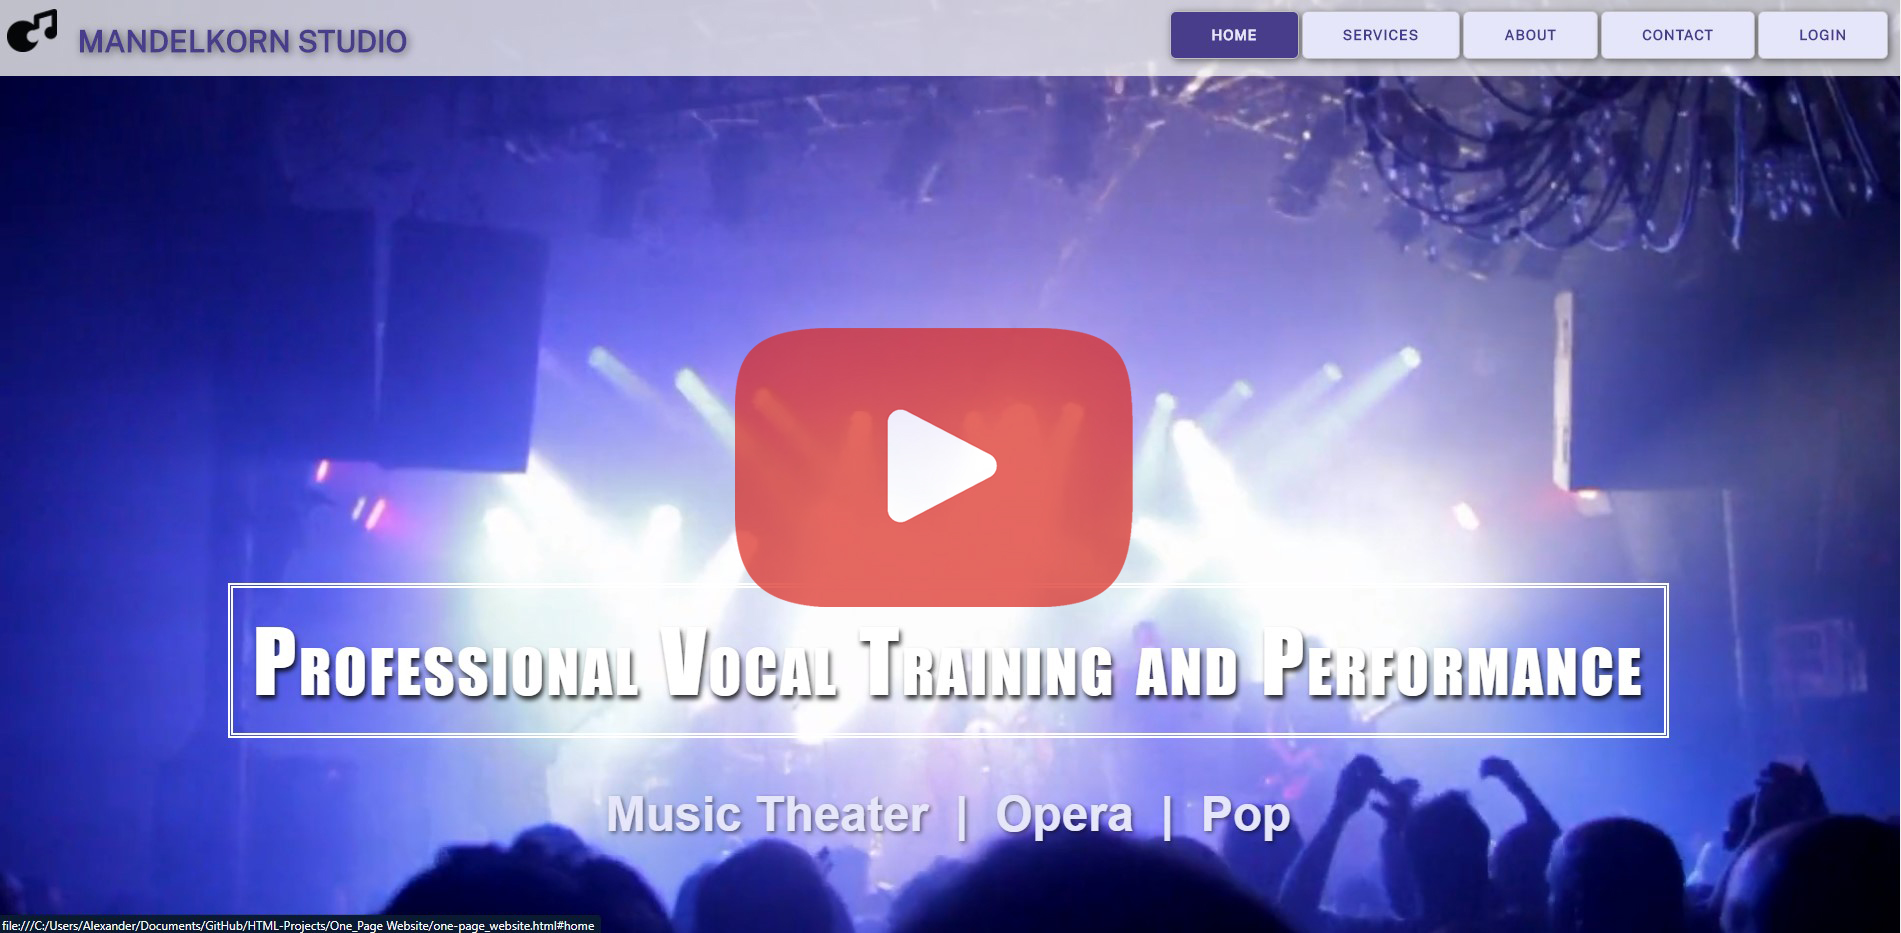 MANDELKORN STUDIO
HOME SERVICES ABOUT CONTACT LOGIN
Professional Vocal Training and Performance
Music Theater | Opera | Pop
file:///C:/Users/Alexander/Documents/GitHub/HTML-Projects/One_Page Website/one-page_website.html#home